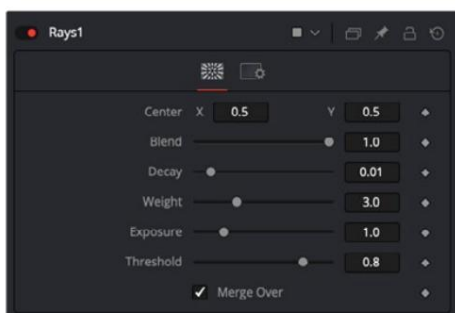 Rays1
Center X 0.5 Y 0.5
Blend 1.0
Decay 0.01
Weight 3.0
Exposure 1.0
Threshold 0.8
Merge Over